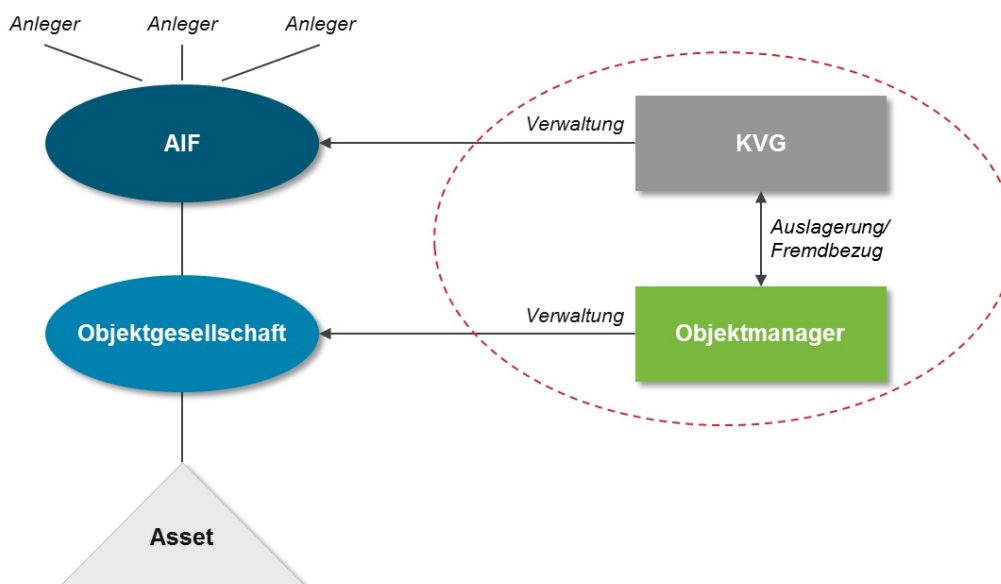 Anleger
Anleger
Anleger
AIF
Verwaltung
KVG
Auslagerung/
Fremdbezug
Objektgesellschaft
Verwaltung
Objektmanager
Asset